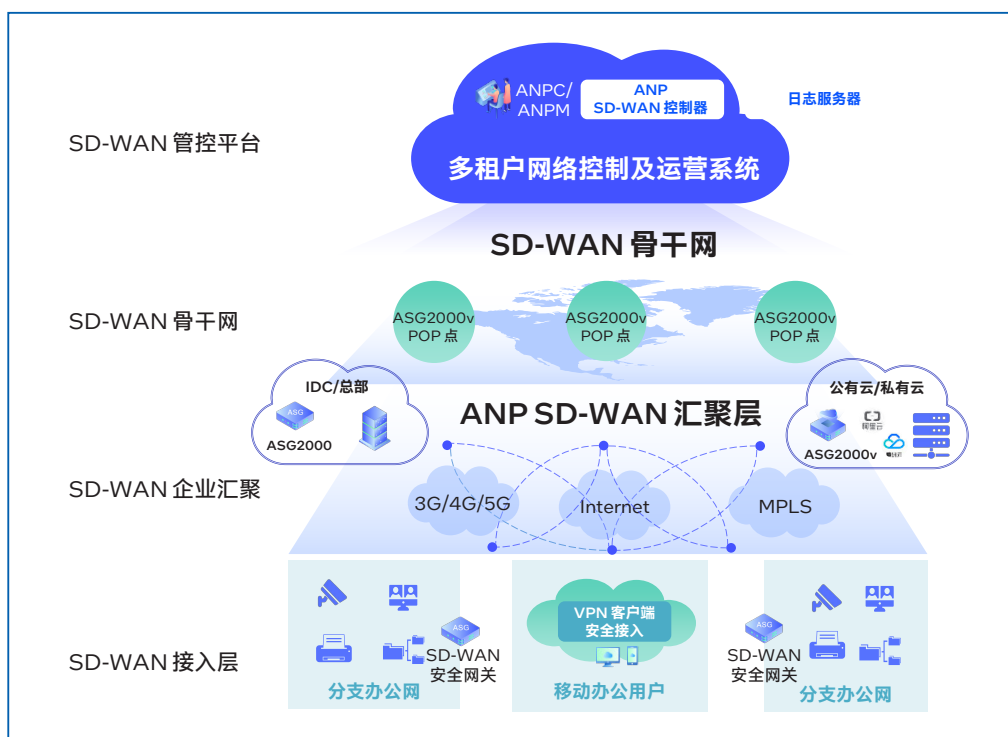 SD-WAN 管控平台
ANPC/
ANPM
ANP
SD-WAN 控制器
日志服务器
多租户网络控制及运营系统
SD-WAN 骨干网
SD-WAN 骨干网
ASG2000v
POP 点
ASG2000v
POP 点
ASG2000v
POP 点
IDC/总部
ASG
ASG2000
ANP SD-WAN 汇聚层
公有云/私有云
阿里云
ASG2000v
SD-WAN 企业汇聚
3G/4G/5G
Internet
MPLS
SD-WAN 接入层
ASG
SD-WAN
安全网关
分支办公网
VPN 客户端
安全接入
移动办公用户
ASG
SD-WAN
安全网关
分支办公网